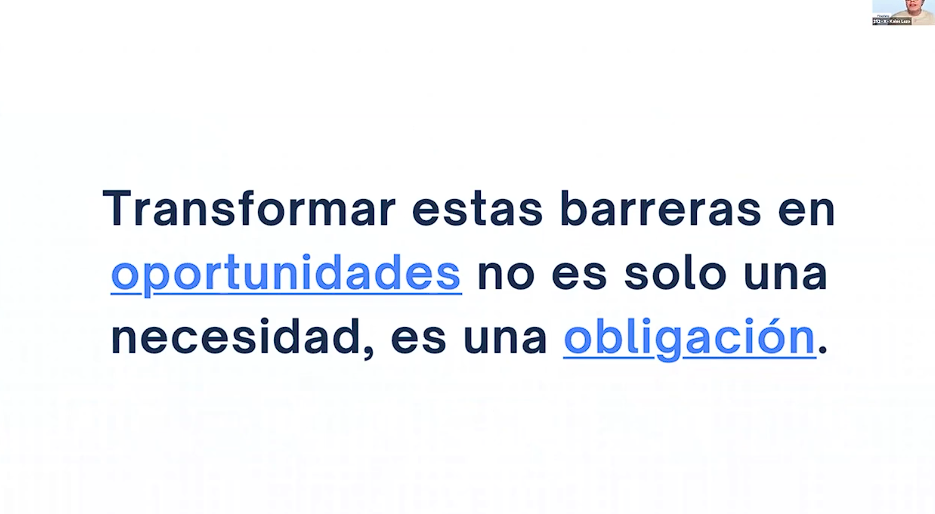 Transformar estas barreras en
oportunidades no es solo una
necesidad, es una obligación.